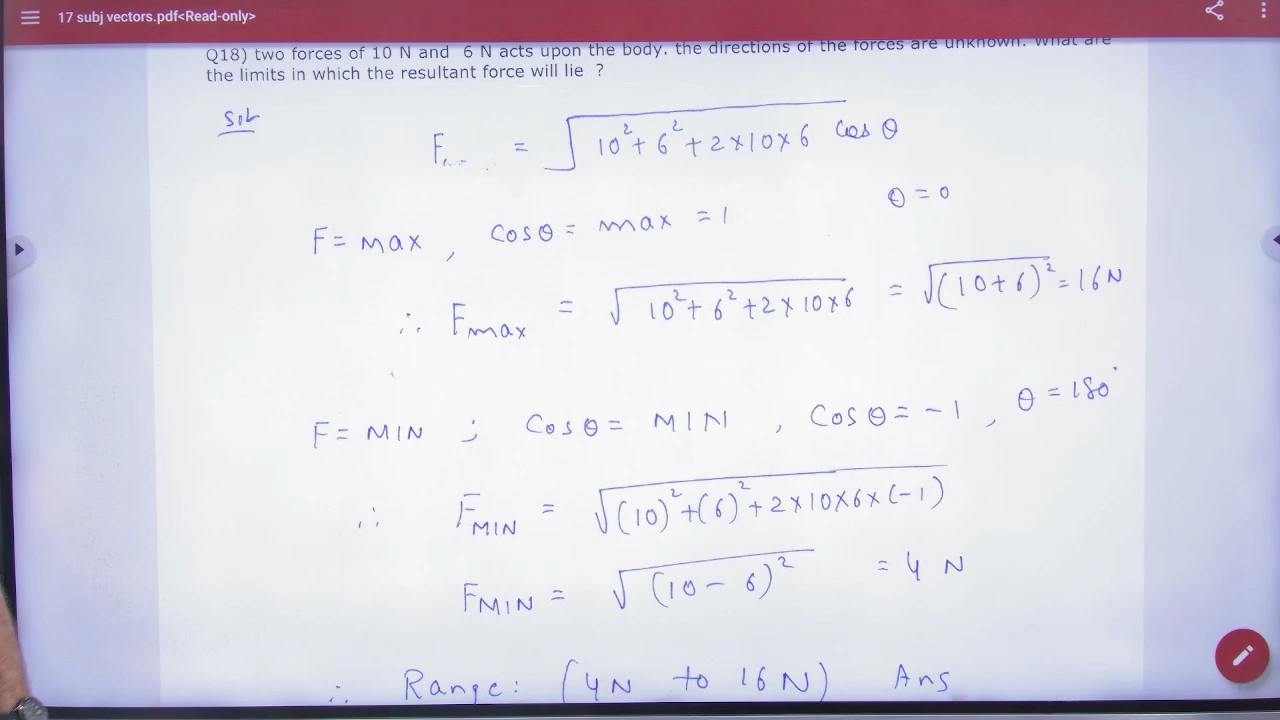 17 subj vectors.pdf<Read-only>
Q18) two forces of 10 N and 6 N acts upon the body. the directions of the forces are unknown. What are
the limits in which the resultant force will lie ?
Sol
F = √10²+6²+2×10×6 cos θ
θ = 0
F = max , cosθ = max = 1
∴ Fmax = √10²+6²+2×10×6 = √(10+6)² = 16N
F = MIN ; Cosθ = MIN , Cosθ = -1 , θ = 180°
∴ FMIN = √(10)²+(6)²+2×10×6×(-1)
FMIN = √(10-6)² = 4 N
∴ Range: (4N to 16 N) Ans